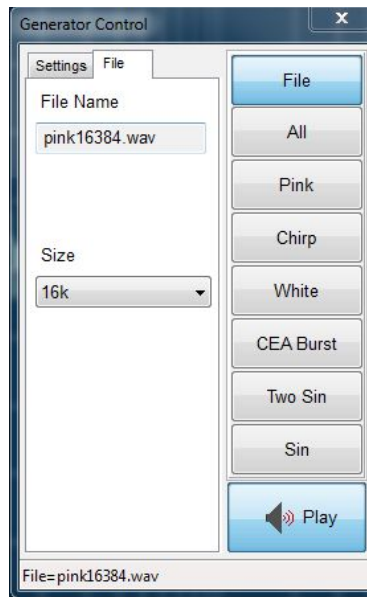 Generator Control
x
Settings File
File Name
pink16384.wav
Size
16k
File
All
Pink
Chirp
White
CEA Burst
Two Sin
Sin
Play
File=pink16384.wav